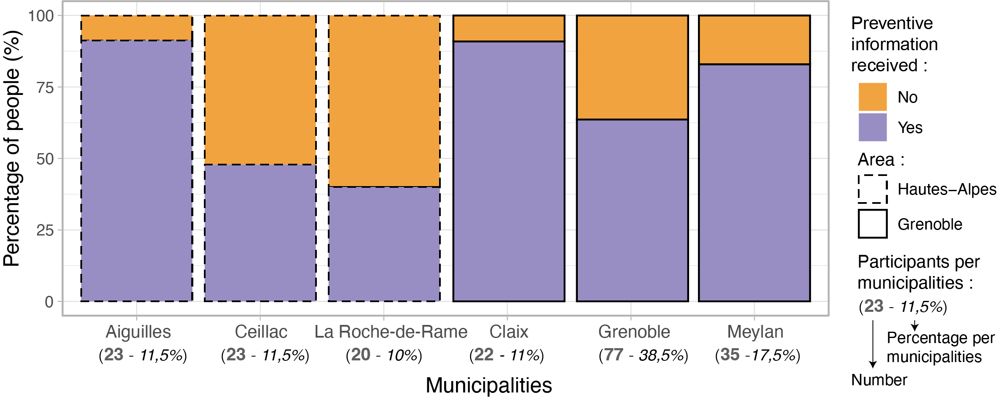 Percentage of people (%)
100
75
50
25
0
Aiguilles
(23 - 11,5%)
Ceillac
(23 - 11,5%)
La Roche-de-Rame
(20 - 10%)
Claix
(22 - 11%)
Grenoble
(77 - 38,5%)
Meylan
(35 -17,5%)
Municipalities
Preventive
information
received :
No
Yes
Area :
Hautes−Alpes
Grenoble
Participants per
municipalities :
(23 - 11,5%)
Percentage per
municipalities
Number